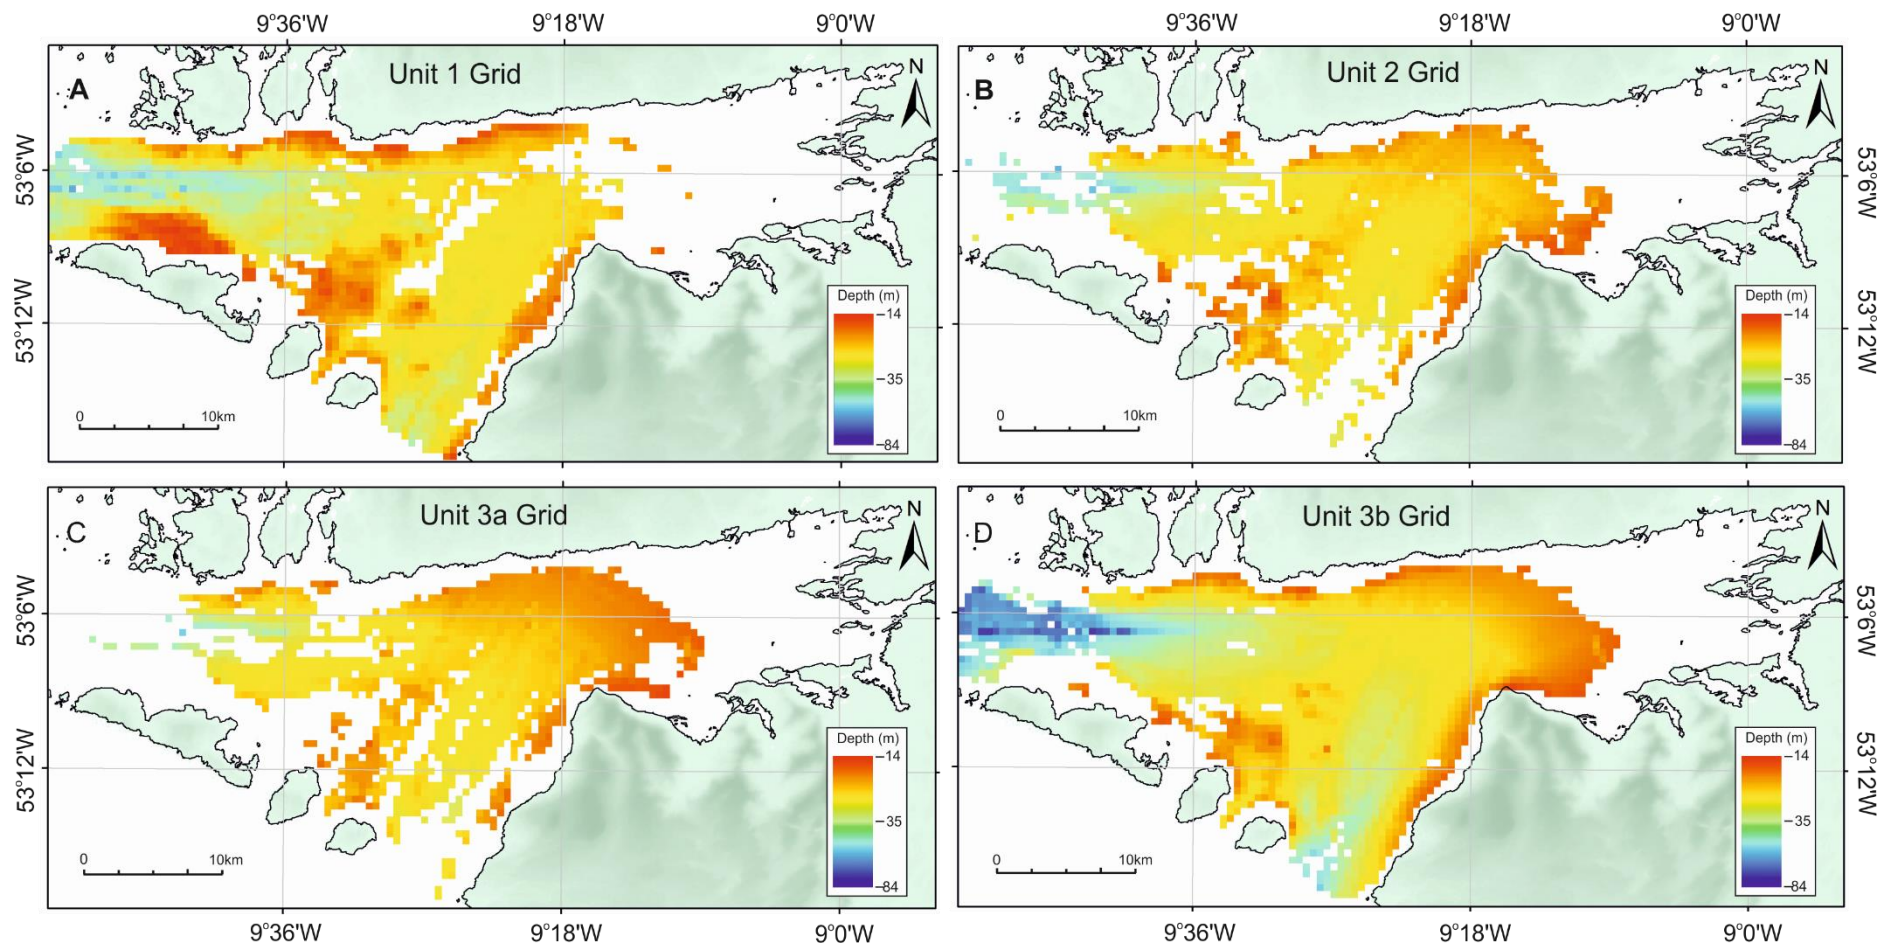 9°36'W 9°18'W 9°0'W 9°36'W 9°18'W 9°0'W
A Unit 1 Grid N
53°6'W
53°12'W
Depth (m)
–14
–35
–84
0 10km
B Unit 2 Grid N
53°6'W
53°12'W
Depth (m)
–14
–35
–84
0 10km
C Unit 3a Grid N
53°6'W
53°12'W
Depth (m)
–14
–35
–84
0 10km
D Unit 3b Grid N
53°6'W
53°12'W
Depth (m)
–14
–35
–84
0 10km
9°36'W 9°18'W 9°0'W 9°36'W 9°18'W 9°0'W